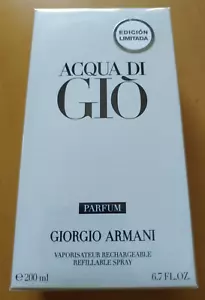 EDICIÓN
LIMITADA
ACQUA DI
GIÒ
PARFUM
GIORGIO ARMANI
VAPORISATEUR RECHARGEABLE
REFILLABLE SPRAY
e 200 ml 6.7 FL.OZ.